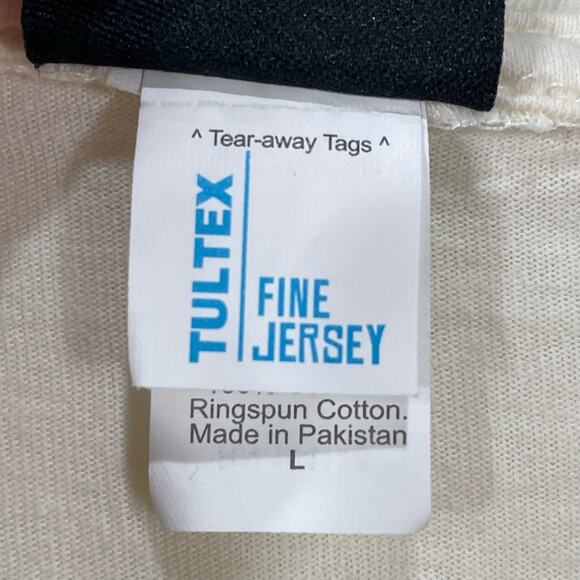 ^ Tear-away Tags ^
TULTEX
FINE
JERSEY
Ringspun Cotton.
Made in Pakistan
L